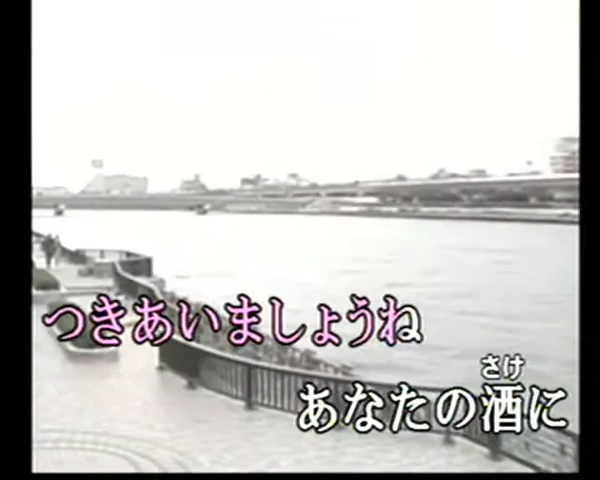 つきあいましょうね
さけ
あなたの酒に